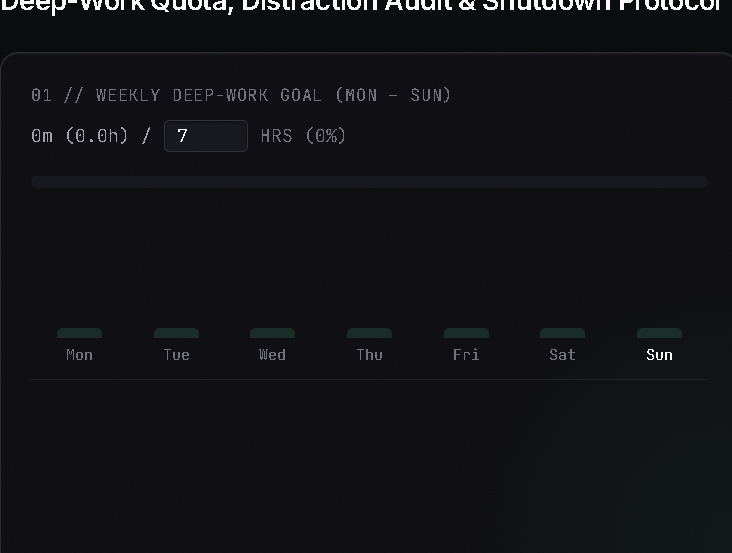 Deep-Work Quota, Distraction Audit & Shutdown Protocol
01 // WEEKLY DEEP-WORK GOAL (MON – SUN)
0m (0.0h) / 7 HRS (0%)
Mon Tue Wed Thu Fri Sat Sun